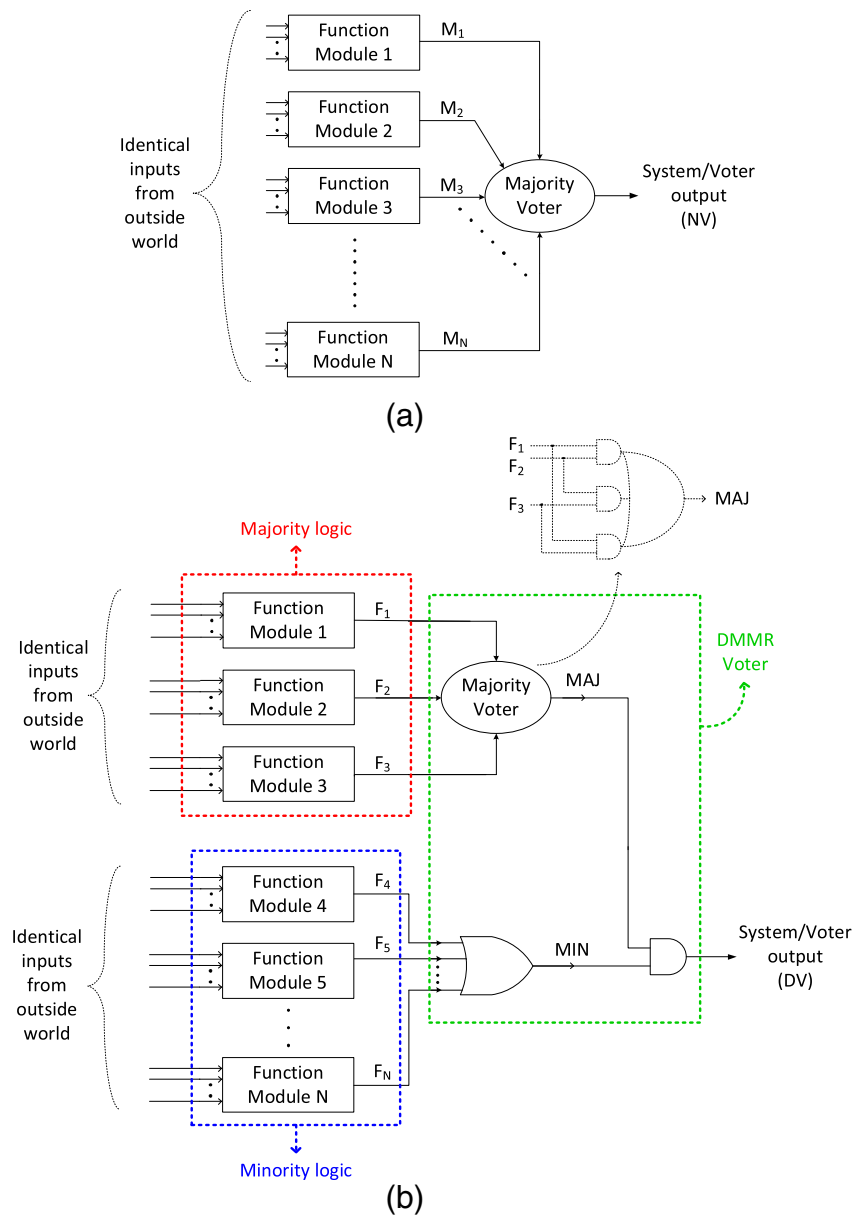 Function
Module 1
M1
Function
Module 2
M2
Identical
inputs
from
outside
world
Function
Module 3
M3
Majority
Voter
System/Voter
output
(NV)
Function
Module N
MN
(a)
F1
F2
F3
MAJ
Majority logic
Identical
inputs
from
outside
world
Function
Module 1
F1
Function
Module 2
F2
Function
Module 3
F3
Majority
Voter
MAJ
DMMR
Voter
Identical
inputs
from
outside
world
Function
Module 4
F4
Function
Module 5
F5
Function
Module N
FN
MIN
System/Voter
output
(DV)
Minority logic
(b)